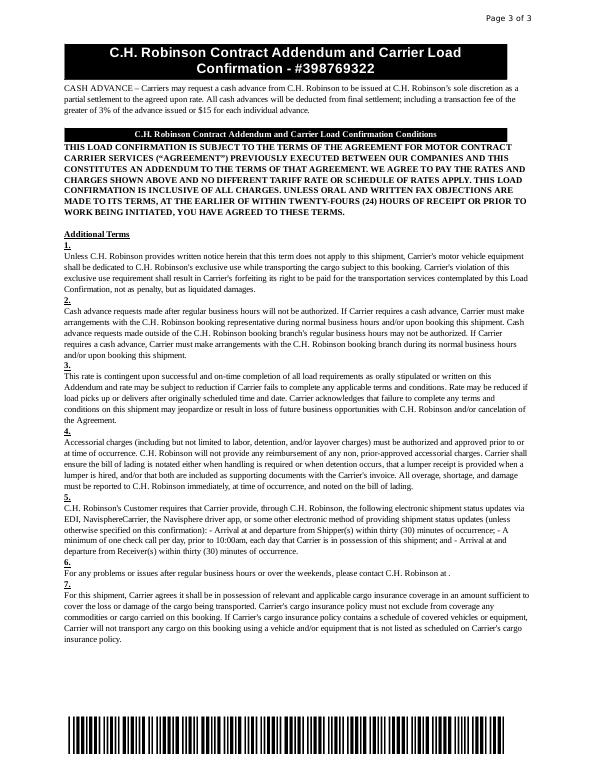 Page 3 of 3
C.H. Robinson Contract Addendum and Carrier Load
Confirmation - #398769322
CASH ADVANCE – Carriers may request a cash advance from C.H. Robinson to be issued at C.H. Robinson's sole discretion as a
partial settlement to the agreed upon rate. All cash advances will be deducted from final settlement; including a transaction fee of the
greater of 3% of the advance issued or $15 for each individual advance.
C.H. Robinson Contract Addendum and Carrier Load Confirmation Conditions
THIS LOAD CONFIRMATION IS SUBJECT TO THE TERMS OF THE AGREEMENT FOR MOTOR CONTRACT
CARRIER SERVICES (“AGREEMENT”) PREVIOUSLY EXECUTED BETWEEN OUR COMPANIES AND THIS
CONSTITUTES AN ADDENDUM TO THE TERMS OF THAT AGREEMENT. WE AGREE TO PAY THE RATES AND
CHARGES SHOWN ABOVE AND NO DIFFERENT TARIFF RATE OR SCHEDULE OF RATES APPLY. THIS LOAD
CONFIRMATION IS INCLUSIVE OF ALL CHARGES. UNLESS ORAL AND WRITTEN FAX OBJECTIONS ARE
MADE TO ITS TERMS, AT THE EARLIER OF WITHIN TWENTY-FOURS (24) HOURS OF RECEIPT OR PRIOR TO
WORK BEING INITIATED, YOU HAVE AGREED TO THESE TERMS.
Additional Terms
1.
Unless C.H. Robinson provides written notice herein that this term does not apply to this shipment, Carrier's motor vehicle equipment
shall be dedicated to C.H. Robinson's exclusive use while transporting the cargo subject to this booking. Carrier's violation of this
exclusive use requirement shall result in Carrier's forfeiting its right to be paid for the transportation services contemplated by this Load
Confirmation, not as penalty, but as liquidated damages.
2.
Cash advance requests made after regular business hours will not be authorized. If Carrier requires a cash advance, Carrier must make
arrangements with the C.H. Robinson booking representative during normal business hours and/or upon booking this shipment. Cash
advance requests made outside of the C.H. Robinson booking branch's regular business hours may not be authorized. If Carrier
requires a cash advance, Carrier must make arrangements with the C.H. Robinson booking branch during its normal business hours
and/or upon booking this shipment.
3.
This rate is contingent upon successful and on-time completion of all load requirements as orally stipulated or written on this
Addendum and rate may be subject to reduction if Carrier fails to complete any applicable terms and conditions. Rate may be reduced if
load picks up or delivers after originally scheduled time and date. Carrier acknowledges that failure to complete any terms and
conditions on this shipment may jeopardize or result in loss of future business opportunities with C.H. Robinson and/or cancelation of
the Agreement.
4.
Accessorial charges (including but not limited to labor, detention, and/or layover charges) must be authorized and approved prior to or
at time of occurrence. C.H. Robinson will not provide any reimbursement of any non, prior-approved accessorial charges. Carrier shall
ensure the bill of lading is notated either when handling is required or when detention occurs, that a lumper receipt is provided when a
lumper is hired, and/or that both are included as supporting documents with the Carrier's invoice. All overage, shortage, and damage
must be reported to C.H. Robinson immediately, at time of occurrence, and noted on the bill of lading.
5.
C.H. Robinson's Customer requires that Carrier provide, through C.H. Robinson, the following electronic shipment status updates via
EDI, NavisphereCarrier, the Navisphere driver app, or some other electronic method of providing shipment status updates (unless
otherwise specified on this confirmation): - Arrival at and departure from Shipper(s) within thirty (30) minutes of occurrence; - A
minimum of one check call per day, prior to 10:00am, each day that Carrier is in possession of this shipment; and - Arrival at and
departure from Receiver(s) within thirty (30) minutes of occurrence.
6.
For any problems or issues after regular business hours or over the weekends, please contact C.H. Robinson at .
7.
For this shipment, Carrier agrees it shall be in possession of relevant and applicable cargo insurance coverage in an amount sufficient to
cover the loss or damage of the cargo being transported. Carrier's cargo insurance policy must not exclude from coverage any
commodities or cargo carried on this booking. If Carrier's cargo insurance policy contains a schedule of covered vehicles or equipment,
Carrier will not transport any cargo on this booking using a vehicle and/or equipment that is not listed as scheduled on Carrier's cargo
insurance policy.